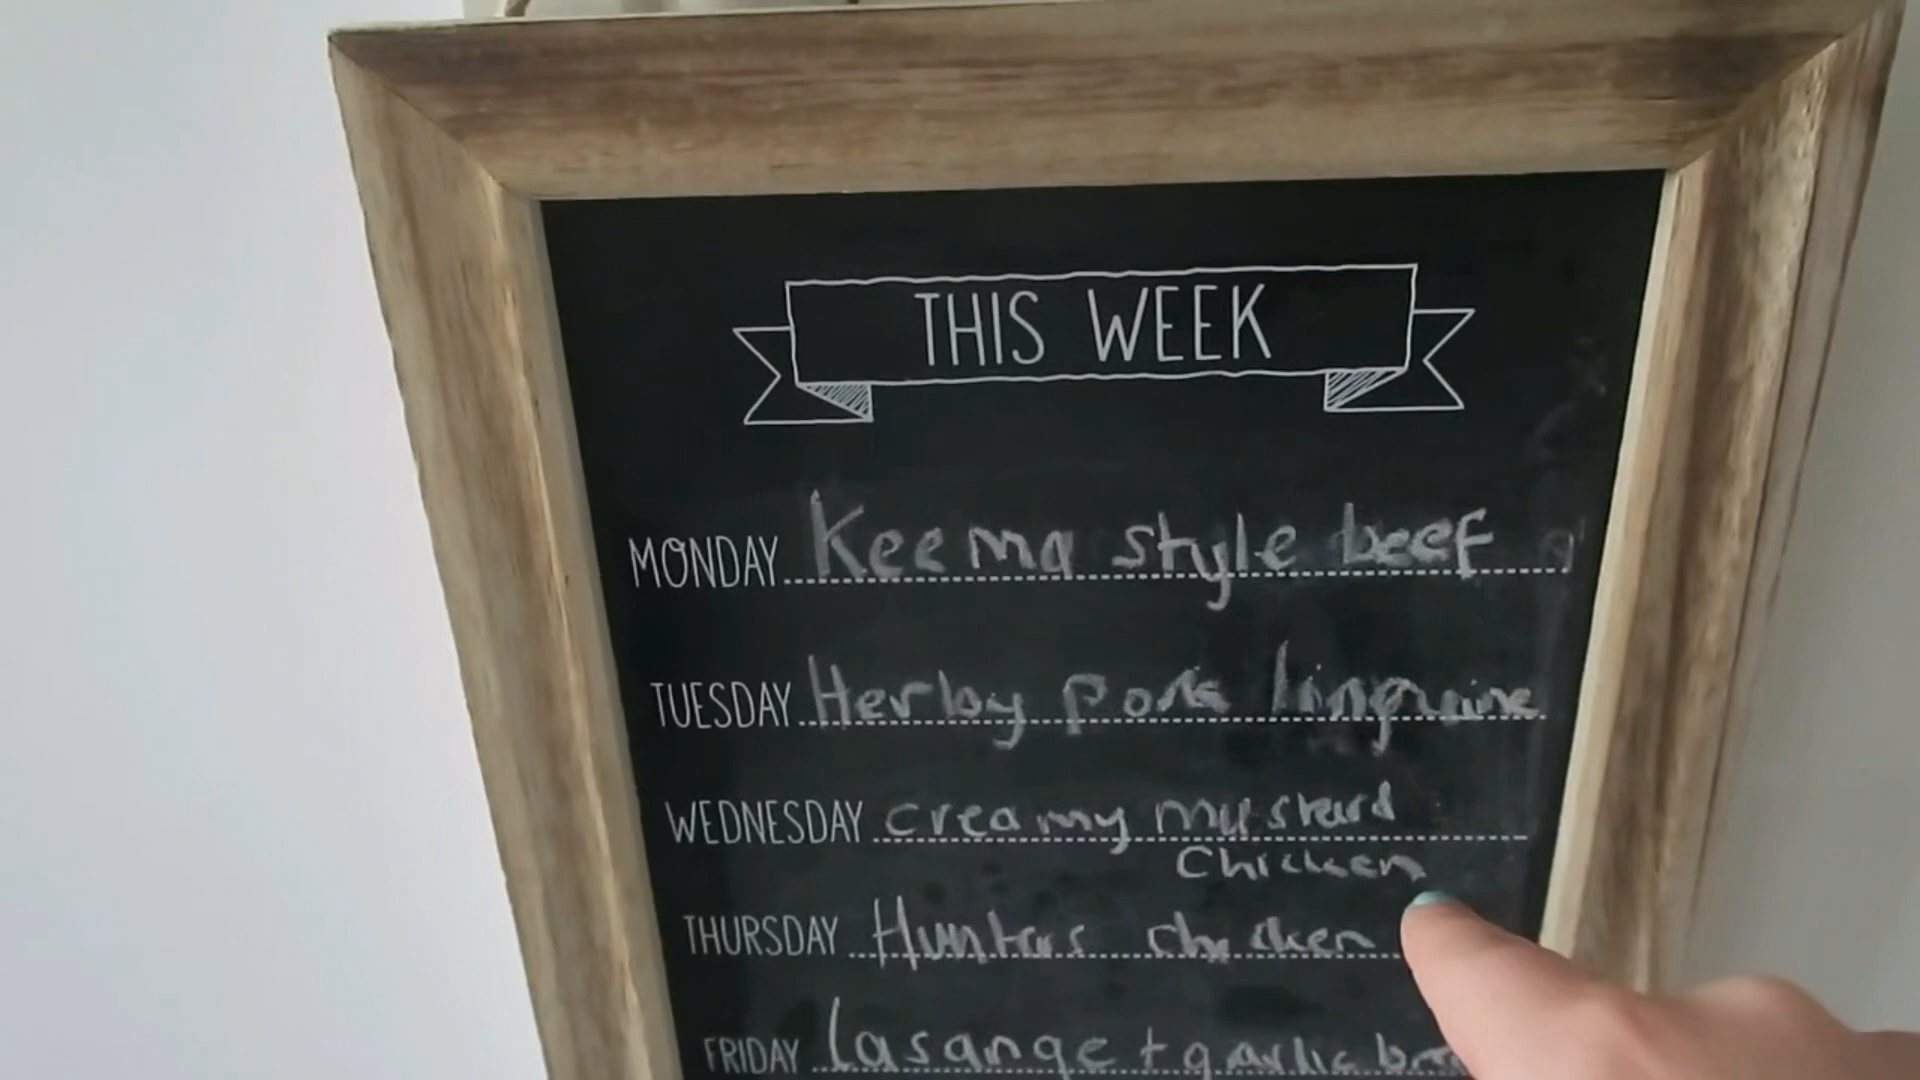 THIS WEEK
MONDAY Keema style beef
TUESDAY Herby pork linguine
WEDNESDAY creamy mustard
Chicken
THURSDAY Hunters chicken
FRIDAY Lasange + garlic